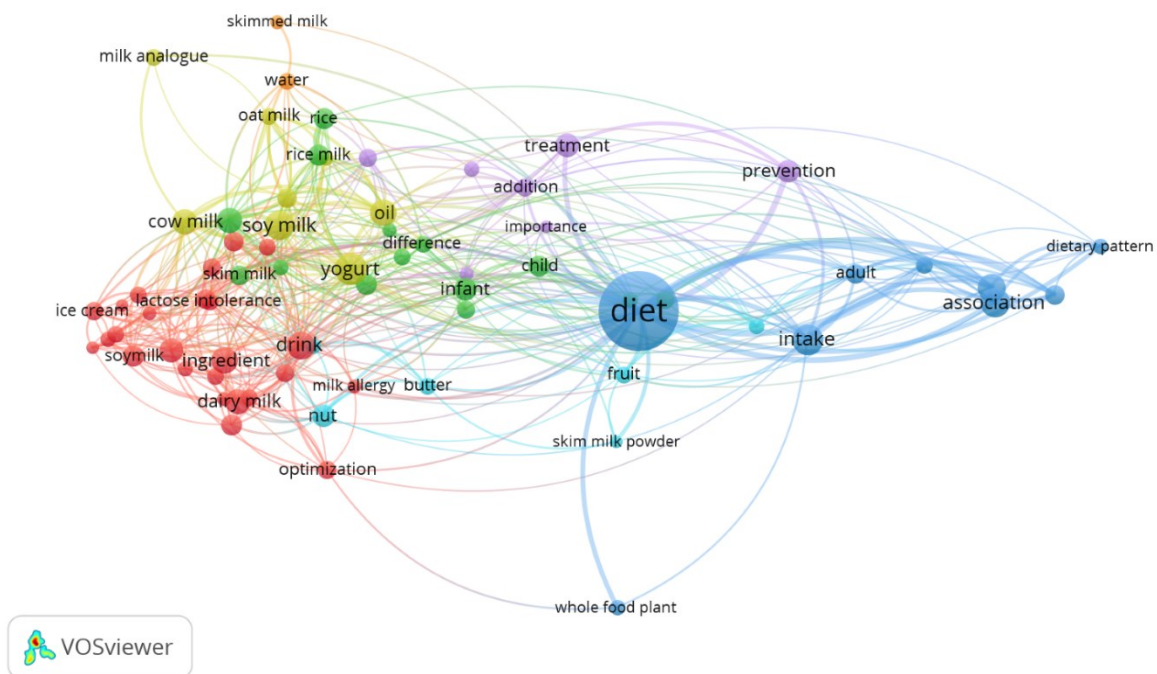 skimmed milk
milk analogue
water
oat milk
rice
rice milk
treatment
prevention
addition
cow milk
soy milk
oil
importance
difference
dietary pattern
child
skim milk
yogurt
adult
infant
lactose intolerance
association
ice cream
diet
intake
drink
soymilk
ingredient
fruit
milk allergy
butter
dairy milk
nut
skim milk powder
optimization
whole food plant
VOSviewer